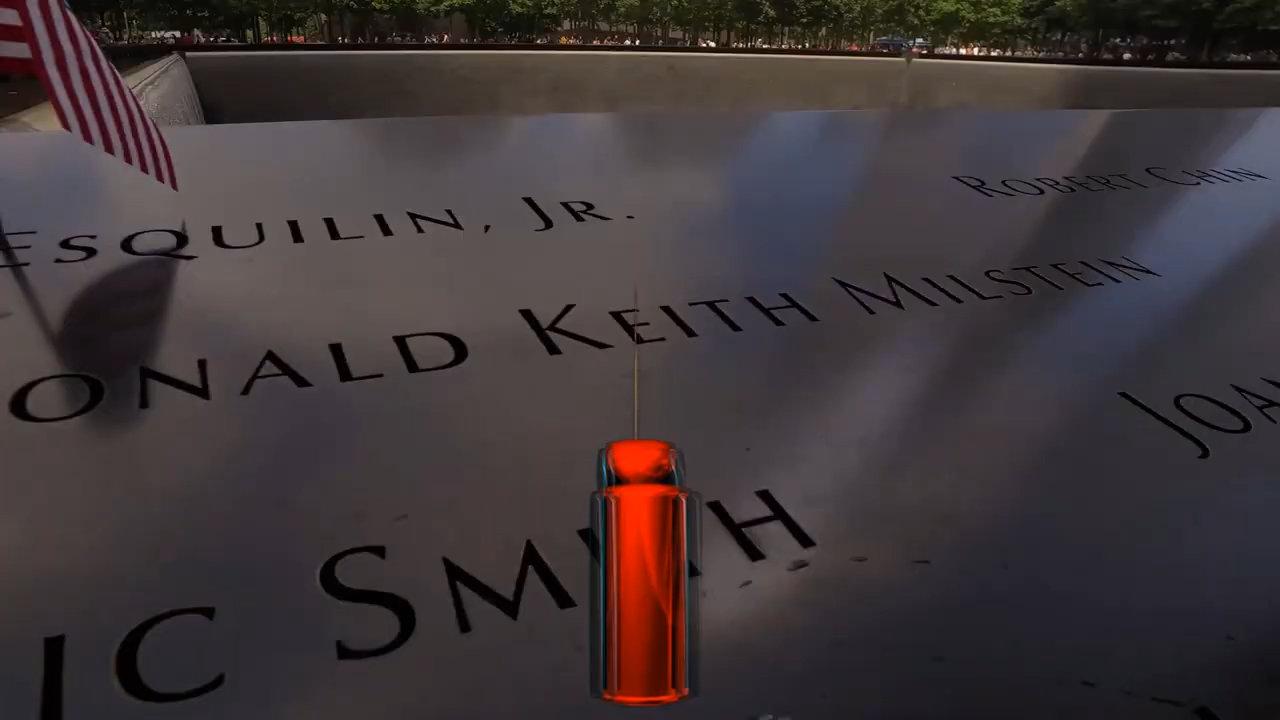 ESQUILIN, JR.
ROBERT CHIN
ONALD KEITH MILSTEIN
JOA
IC SM H